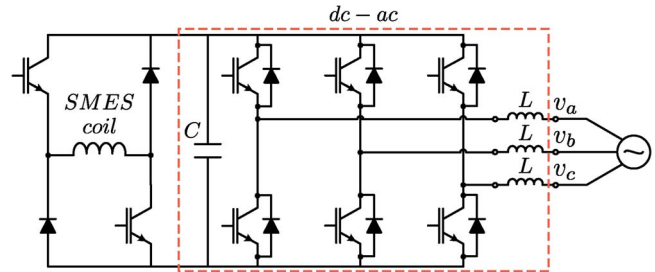 dc – ac
SMES
coil
C
L
v_a
L
v_b
L
v_c